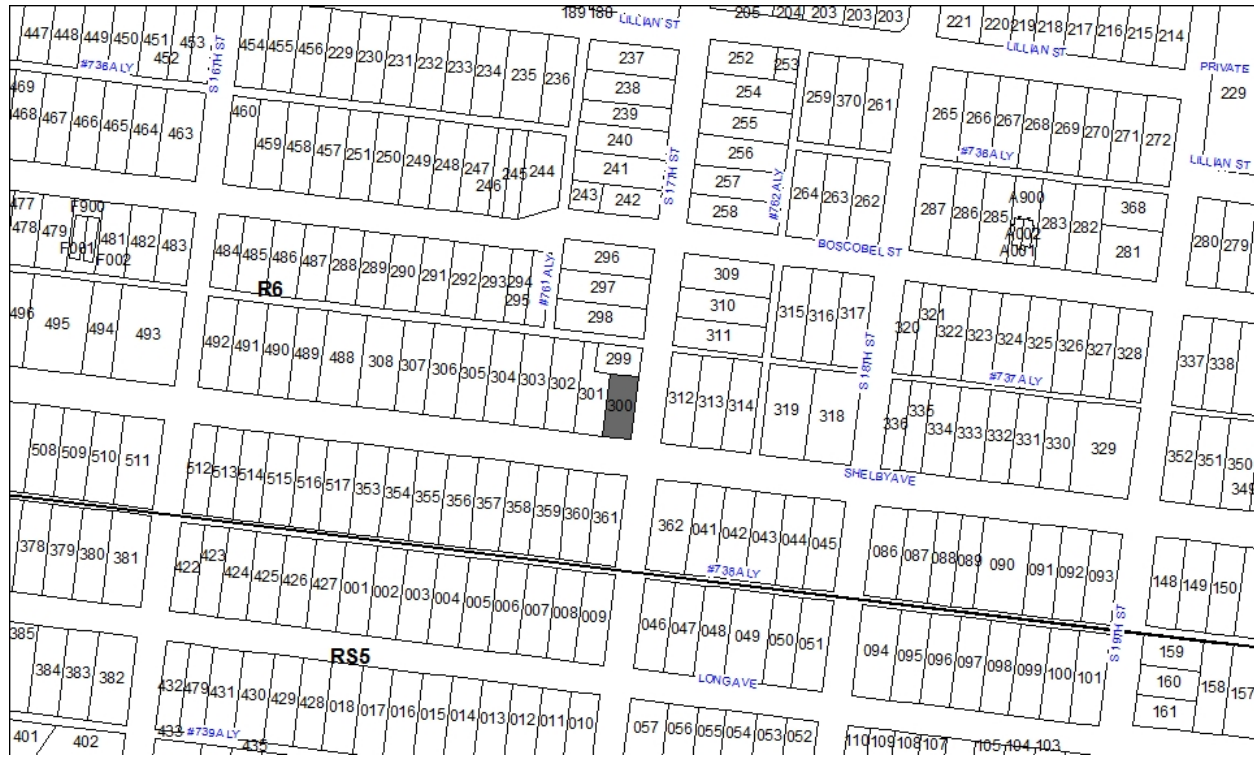 189 180 LILLIAN ST 205 204 203 203 203 221 220 219 218 217 216 215 214
447 448 449 450 451 452 453 S 16TH ST 454 455 456 229 230 231 232 233 234 235 236 237 252 253 LILLIAN ST PRIVATE
#736 ALY 238 254 259 370 261 229
469 239 255 265 266 267 268 269 270 271 272
468 467 466 465 464 463 460 459 458 457 251 250 249 248 247 246 245 244 240 256 #736 ALY LILLIAN ST
241 S 17TH ST 257 #762 ALY 264 263 262
243 242 258 287 286 285 A900 A002 A001 283 282 368 281 280 279
477 F900 BOSCOBEL ST
478 479 F001 F002 481 482 483 484 485 486 487 288 289 290 291 292 293 294 295 #761 ALY 296 309
R6 297 310 315 316 317 320 321 322 323 324 325 326 327 328
298 311 S 18TH ST 337 338
496 495 494 493 492 491 490 489 488 308 307 306 305 304 303 302 301 299 300 #737 ALY
312 313 314 319 318 336 335 334 333 332 331 330 329 352 351 350 349
508 509 510 511 512 513 514 515 516 517 353 354 355 356 357 358 359 360 361 SHELBY AVE
362 041 042 043 044 045 086 087 088 089 090 091 092 093 148 149 150
#738 ALY
378 379 380 381 422 423 424 425 426 427 001 002 003 004 005 006 007 008 009
046 047 048 049 050 051 094 095 096 097 098 099 100 101 S 19TH ST 159 160 161 158 157
385 RS5 LONG AVE
384 383 382 432 479 431 430 429 428 018 017 016 015 014 013 012 011 010
057 056 055 054 053 052 110 109 108 107 105 104 103
401 402 433 #739 ALY 435